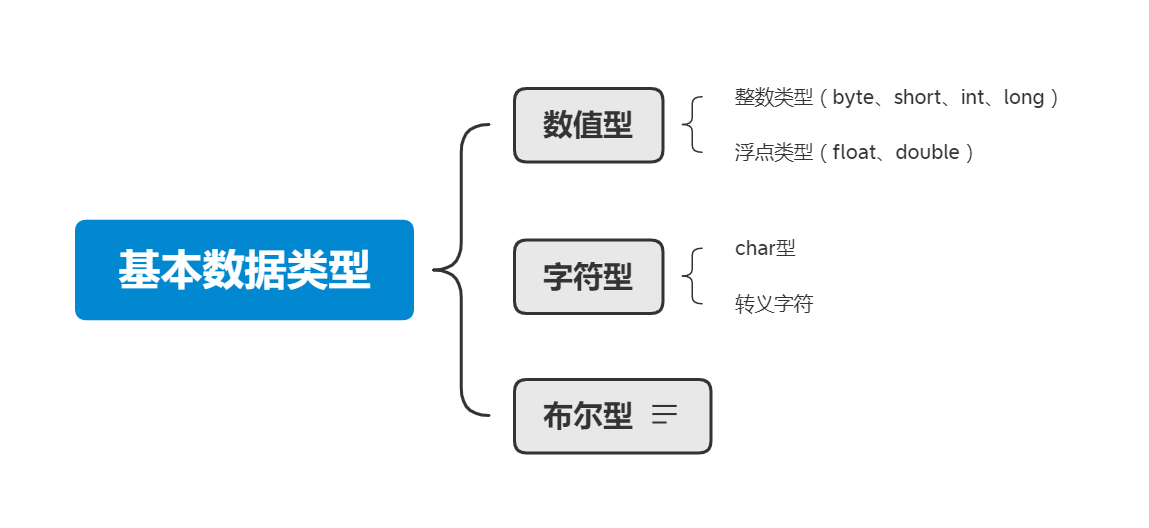 基本数据类型
数值型
整数类型（byte、short、int、long）
浮点类型（float、double）
字符型
char型
转义字符
布尔型